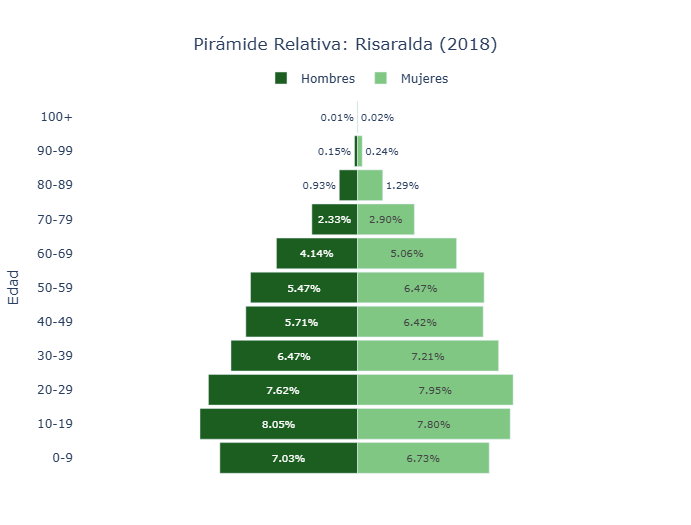 Pirámide Relativa: Risaralda (2018)
Hombres Mujeres
100+ 0.01% 0.02%
90-99 0.15% 0.24%
80-89 0.93% 1.29%
70-79 2.33% 2.90%
60-69 4.14% 5.06%
50-59 5.47% 6.47%
40-49 5.71% 6.42%
30-39 6.47% 7.21%
20-29 7.62% 7.95%
10-19 8.05% 7.80%
0-9 7.03% 6.73%
Edad